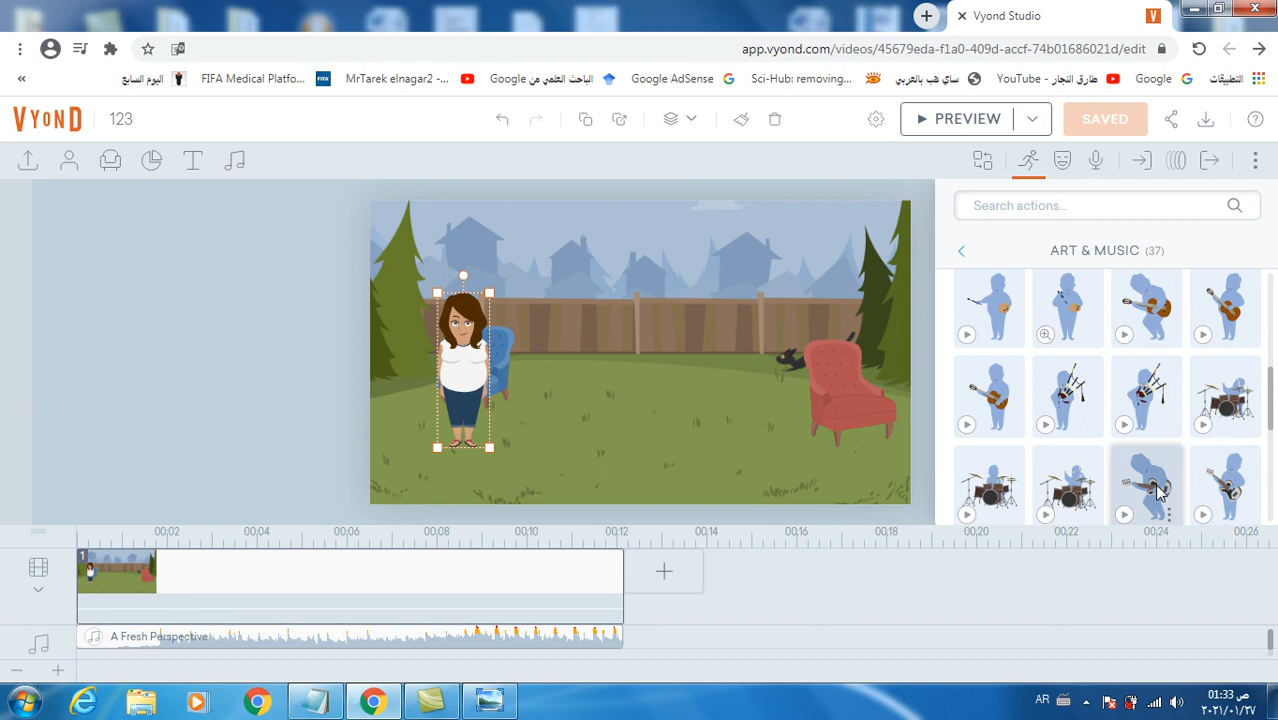 Vyond Studio
app.vyond.com/videos/45679eda-f1a0-409d-accf-74b01686021d/edit
التطبيقات
Google
YouTube - طارق النجار
ساي هب بالعربي
Sci-Hub: removing...
Google AdSense
الباحث العلمي من Google
MrTarek elnagar2 - ...
FIFA Medical Platfo...
FIFA
اليوم السابع
»
VYOND
123
PREVIEW
SAVED
Search actions...
ART & MUSIC (37)
00:02
00:04
00:06
00:08
00:10
00:12
00:14
00:16
00:18
00:20
00:22
00:24
00:26
1
A Fresh Perspective
AR
01:33 ص
٢٠٢١/٠١/٢٧